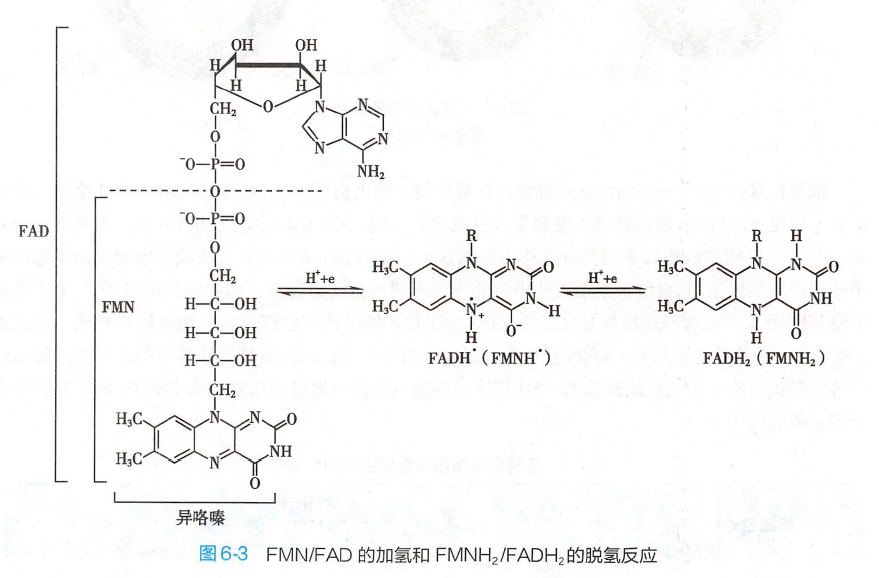 OH OH
H H
H H
CH₂ O N N
O N N
⁻O—P=O NH₂
O
⁻O—P=O
FAD
O R R H
CH₂ H⁺+e H₃C N N O H⁺+e H₃C N N O
FMN
H—C—OH H₃C N⁺ N H H₃C N NH
H—C—OH H O⁻ H O
H—C—OH FADH•（FMNH•） FADH₂（FMNH₂）
CH₂
H₃C N N O
H₃C N NH
O
异咯嗪
图6-3 FMN/FAD 的加氢和 FMNH₂/FADH₂的脱氢反应